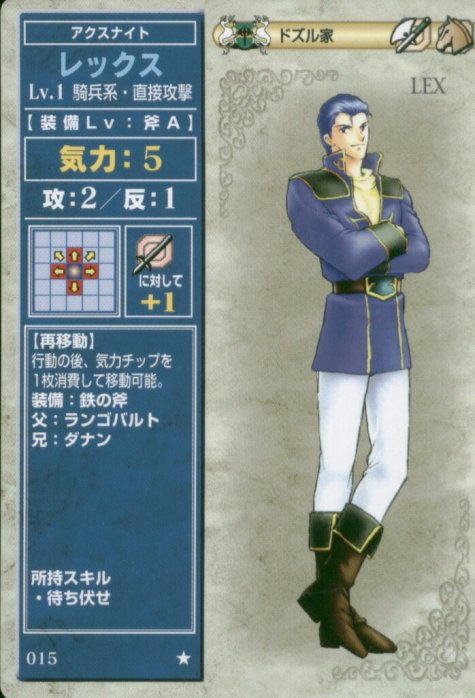 アクスナイト
レックス
Lv.1 騎兵系・直接攻撃
【装備Lv：斧A】
気力：5
攻：2／反：1
に対して
+1
【再移動】
行動の後、気力チップを
1枚消費して移動可能。
装備：鉄の斧
父：ランゴバルト
兄：ダナン
所持スキル
・待ち伏せ
015 ★
ドズル家
LEX